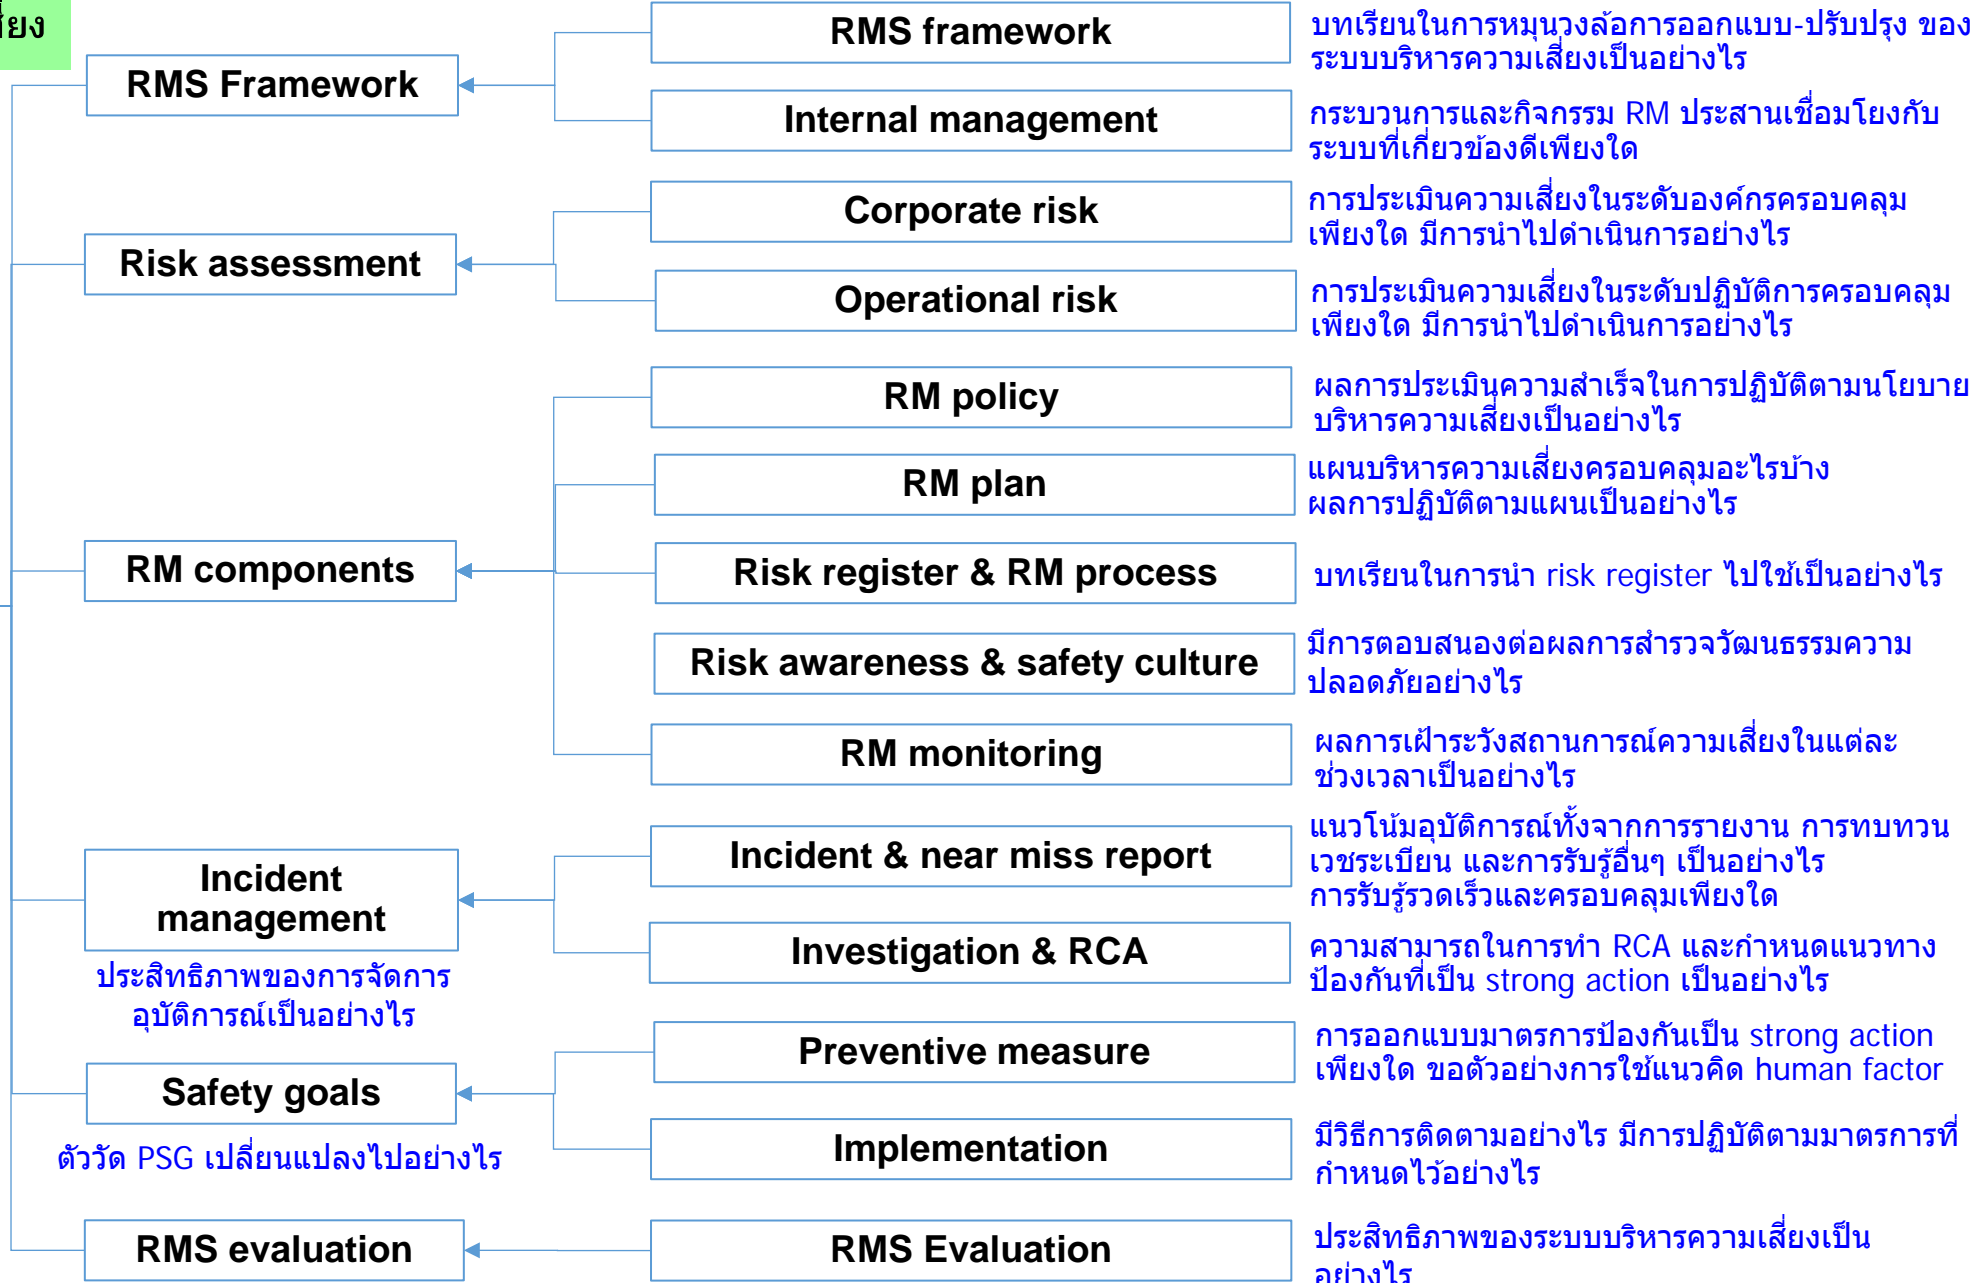 RMS framework
บทเรียนในการหมุนวงล้อการออกแบบ-ปรับปรุง ของ
ระบบบริหารความเสี่ยงเป็นอย่างไร
RMS Framework
Internal management
กระบวนการและกิจกรรม RM ประสานเชื่อมโยงกับ
ระบบที่เกี่ยวข้องดีเพียงใด
Corporate risk
การประเมินความเสี่ยงในระดับองค์กรครอบคลุม
เพียงใด มีการนำไปดำเนินการอย่างไร
Risk assessment
Operational risk
การประเมินความเสี่ยงในระดับปฏิบัติการครอบคลุม
เพียงใด มีการนำไปดำเนินการอย่างไร
RM policy
ผลการประเมินความสำเร็จในการปฏิบัติตามนโยบาย
บริหารความเสี่ยงเป็นอย่างไร
RM plan
แผนบริหารความเสี่ยงครอบคลุมอะไรบ้าง
ผลการปฏิบัติตามแผนเป็นอย่างไร
RM components
Risk register & RM process
บทเรียนในการนำ risk register ไปใช้เป็นอย่างไร
Risk awareness & safety culture
มีการตอบสนองต่อผลการสำรวจวัฒนธรรมความ
ปลอดภัยอย่างไร
RM monitoring
ผลการเฝ้าระวังสถานการณ์ความเสี่ยงในแต่ละ
ช่วงเวลาเป็นอย่างไร
Incident & near miss report
แนวโน้มอุบัติการณ์ทั้งจากการรายงาน การทบทวน
เวชระเบียน และการรับรู้อื่นๆ เป็นอย่างไร
การรับรู้รวดเร็วและครอบคลุมเพียงใด
Incident
management
ประสิทธิภาพของการจัดการ
อุบัติการณ์เป็นอย่างไร
Investigation & RCA
ความสามารถในการทำ RCA และกำหนดแนวทาง
ป้องกันที่เป็น strong action เป็นอย่างไร
Preventive measure
การออกแบบมาตรการป้องกันเป็น strong action
เพียงใด ขอตัวอย่างการใช้แนวคิด human factor
Safety goals
ตัววัด PSG เปลี่ยนแปลงไปอย่างไร
Implementation
มีวิธีการติดตามอย่างไร มีการปฏิบัติตามมาตรการที่
กำหนดไว้อย่างไร
RMS evaluation
RMS Evaluation
ประสิทธิภาพของระบบบริหารความเสี่ยงเป็น
อย่างไร